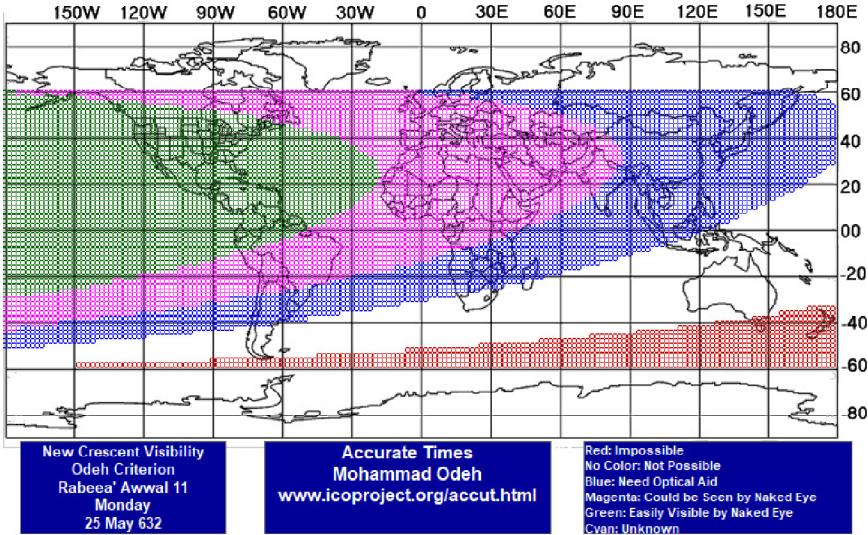 150W 120W 90W 60W 30W 0 30E 60E 90E 120E 150E 180E
80
60
40
20
00
-20
-40
-60
-80
New Crescent Visibility
Odeh Criterion
Rabeea' Awwal 11
Monday
25 May 632
Accurate Times
Mohammad Odeh
www.icoproject.org/accut.html
Red: Impossible
No Color: Not Possible
Blue: Need Optical Aid
Magenta: Could be Seen by Naked Eye
Green: Easily Visible by Naked Eye
Cyan: Unknown